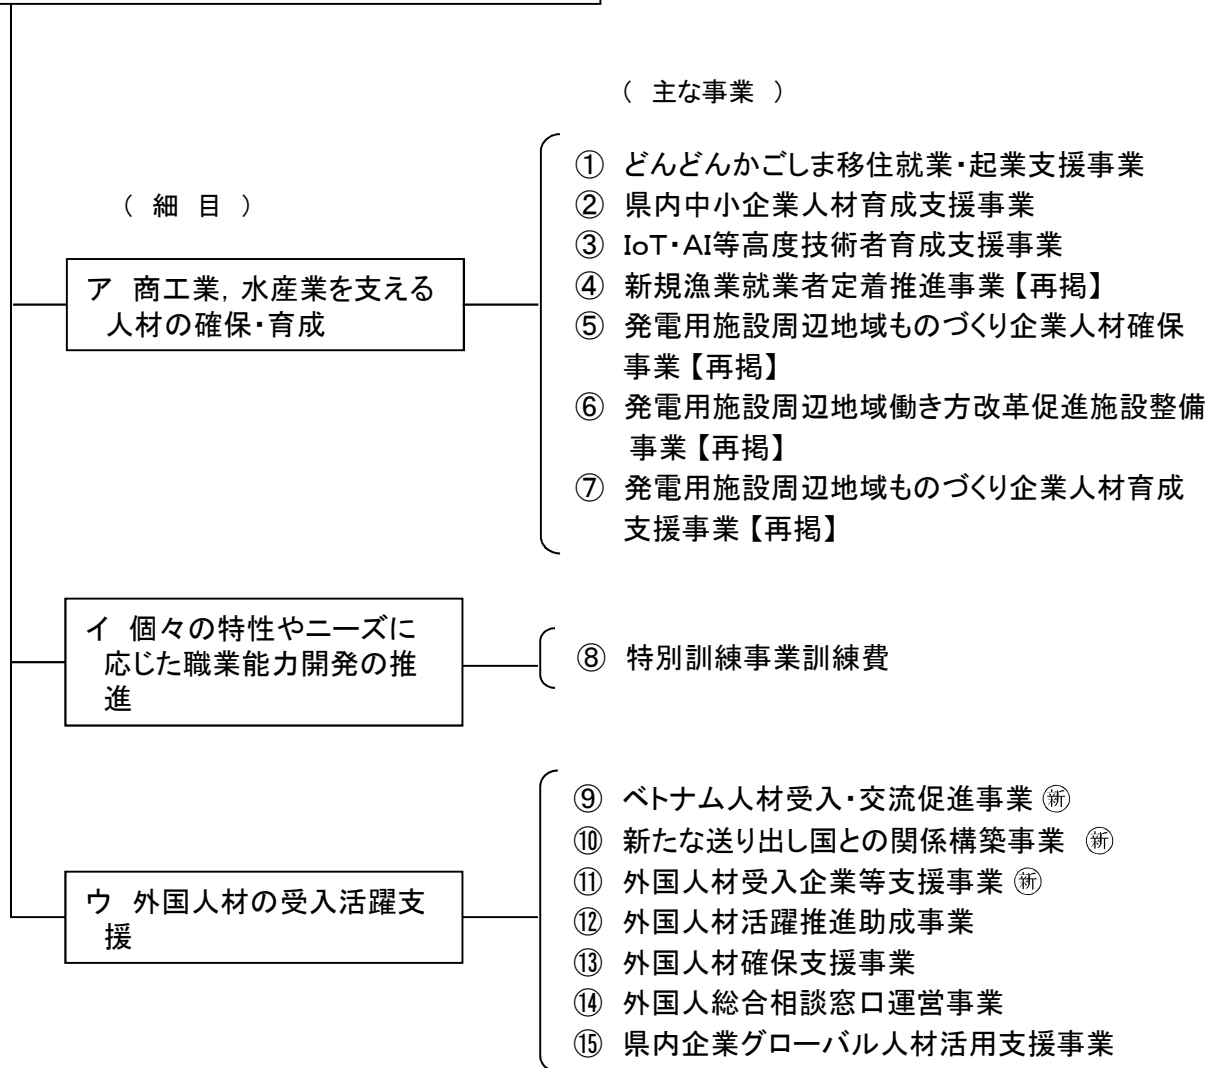 （ 主な事業 ）
（ 細 目 ）
ア 商工業，水産業を支える
人材の確保・育成
① どんどんかごしま移住就業・起業支援事業
② 県内中小企業人材育成支援事業
③ IoT・AI等高度技術者育成支援事業
④ 新規漁業就業者定着推進事業【再掲】
⑤ 発電用施設周辺地域ものづくり企業人材確保
事業【再掲】
⑥ 発電用施設周辺地域働き方改革促進施設整備
事業【再掲】
⑦ 発電用施設周辺地域ものづくり企業人材育成
支援事業【再掲】
イ 個々の特性やニーズに
応じた職業能力開発の推
進
⑧ 特別訓練事業訓練費
ウ 外国人材の受入活躍支
援
⑨ ベトナム人材受入・交流促進事業 ㊟新
⑩ 新たな送り出し国との関係構築事業 新
⑪ 外国人材受入企業等支援事業 新
⑫ 外国人材活躍推進助成事業
⑬ 外国人材確保支援事業
⑭ 外国人総合相談窓口運営事業
⑮ 県内企業グローバル人材活用支援事業